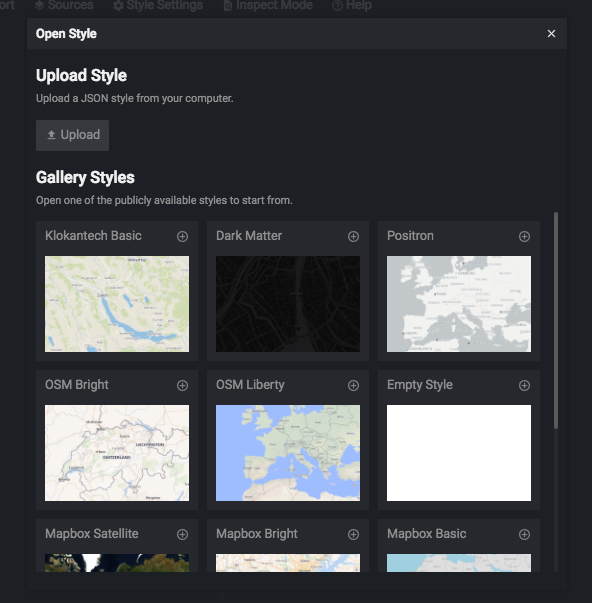 ort Sources Style Settings Inspect Mode Help
Open Style
Upload Style
Upload a JSON style from your computer.
Upload
Gallery Styles
Open one of the publicly available styles to start from.
Klokantech Basic Dark Matter Positron
OSM Bright OSM Liberty Empty Style
LIECHTENSTEIN
SWITZERLAND
Mapbox Satellite Mapbox Bright Mapbox Basic